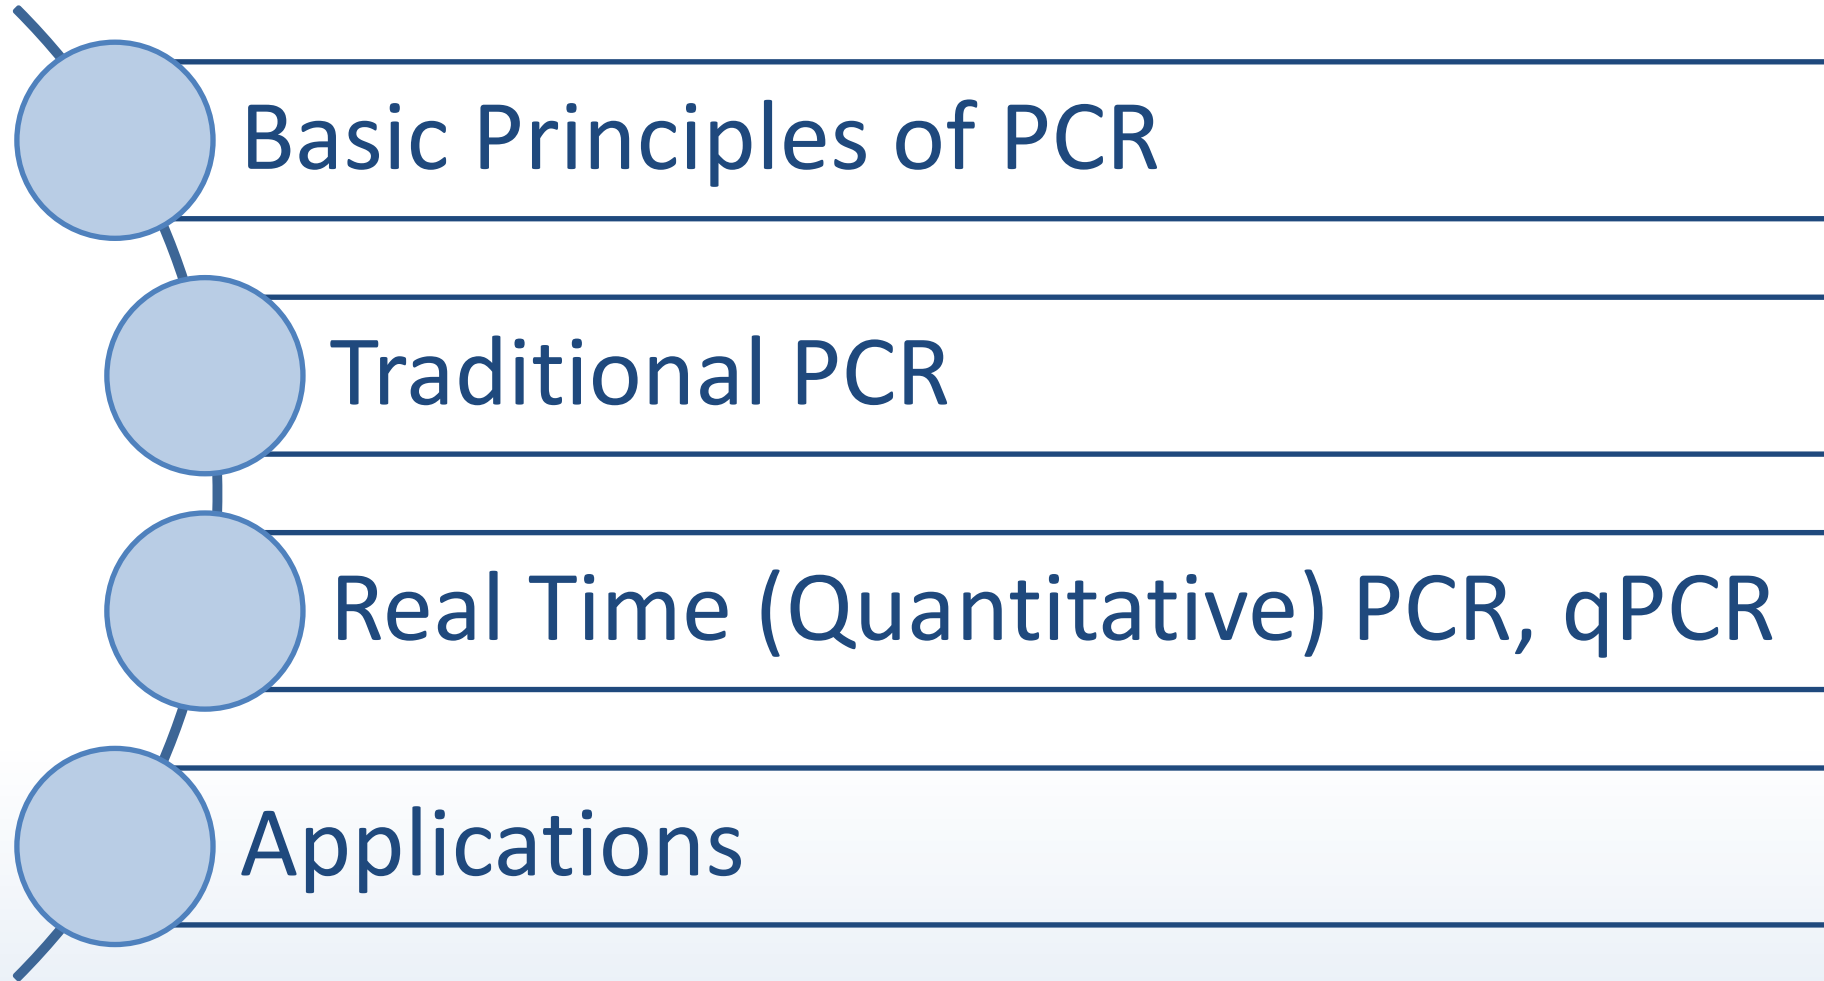 Basic Principles of PCR
Traditional PCR
Real Time (Quantitative) PCR, qPCR
Applications